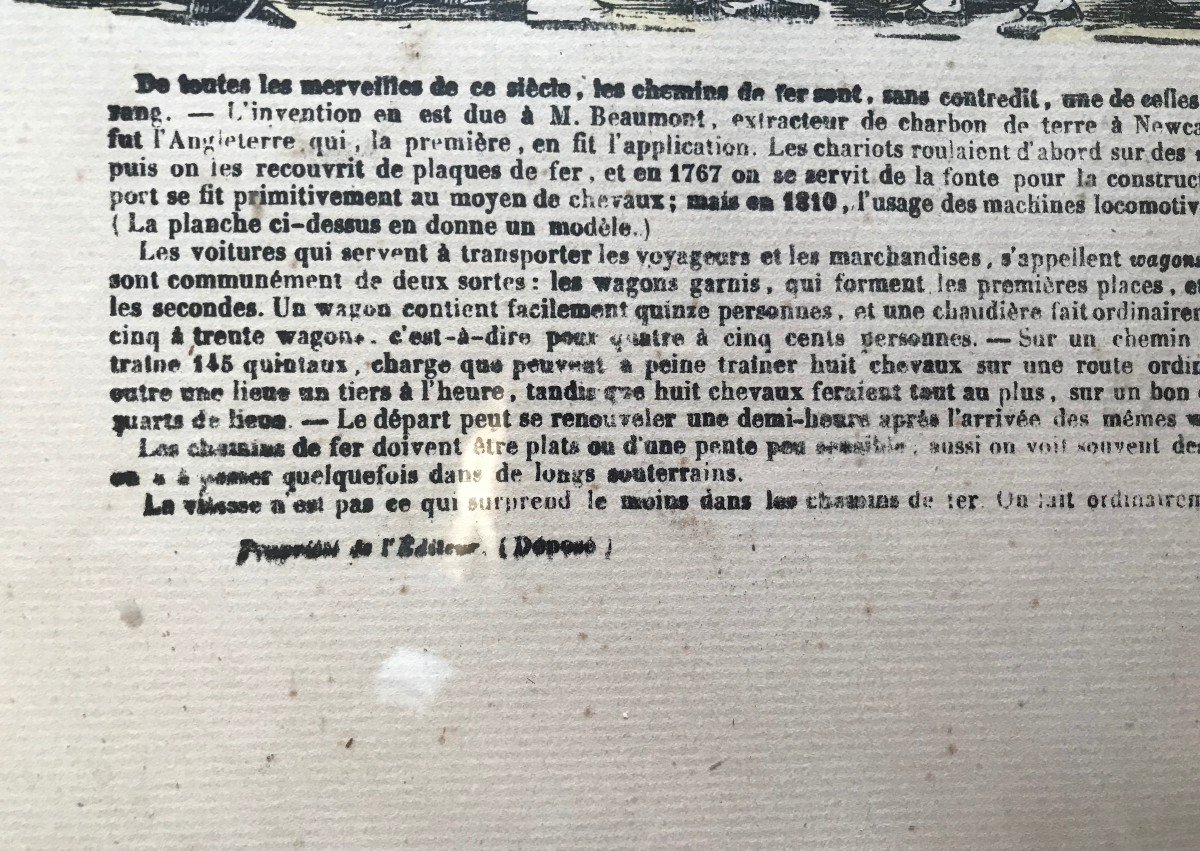 De toutes les merveilles de ce siècle, les chemins de fer sont, sans contredit, une de celles
rang. — L'invention en est due à M. Beaumont, extracteur de charbon de terre à Newca
fut l'Angleterre qui, la première, en fit l'application. Les chariots roulaient d'abord sur des
puis on les recouvrit de plaques de fer, et en 1767 on se servit de la fonte pour la construct
port se fit primitivement au moyen de chevaux; mais en 1810, l'usage des machines locomotiv
(La planche ci-dessus en donne un modèle.)
Les voitures qui servent à transporter les voyageurs et les marchandises, s'appellent wagons
sont communément de deux sortes: les wagons garnis, qui forment les premières places, et
les secondes. Un wagon contient facilement quinze personnes, et une chaudière fait ordinairen
cinq à trente wagons, c'est-à-dire pour quatre à cinq cents personnes. — Sur un chemin
traîne 145 quintaux, charge que peuvent à peine traîner huit chevaux sur une route ordin
outre une lieue un tiers à l'heure, tandis que huit chevaux feraient tout au plus, sur un bon
quarts de lieue. — Le départ peut se renouveler une demi-heure après l'arrivée des mêmes w
Les chemins de fer doivent être plats ou d'une pente peu sensible, aussi on voit souvent de
on a à passer quelquefois dans de longs souterrains.
La vitesse n'est pas ce qui surprend le moins dans les chemins de fer. On fait ordinairem
Propriété de l'Éditeur. (Déposé)